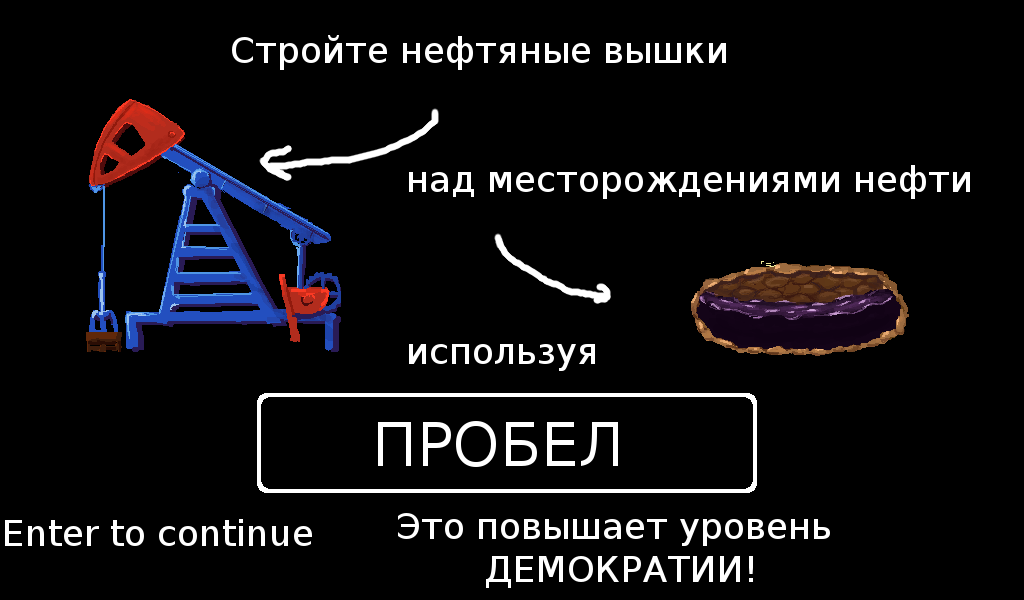 Стройте нефтяные вышки
над месторождениями нефти
используя
ПРОБЕЛ
Enter to continue
Это повышает уровень
ДЕМОКРАТИИ!